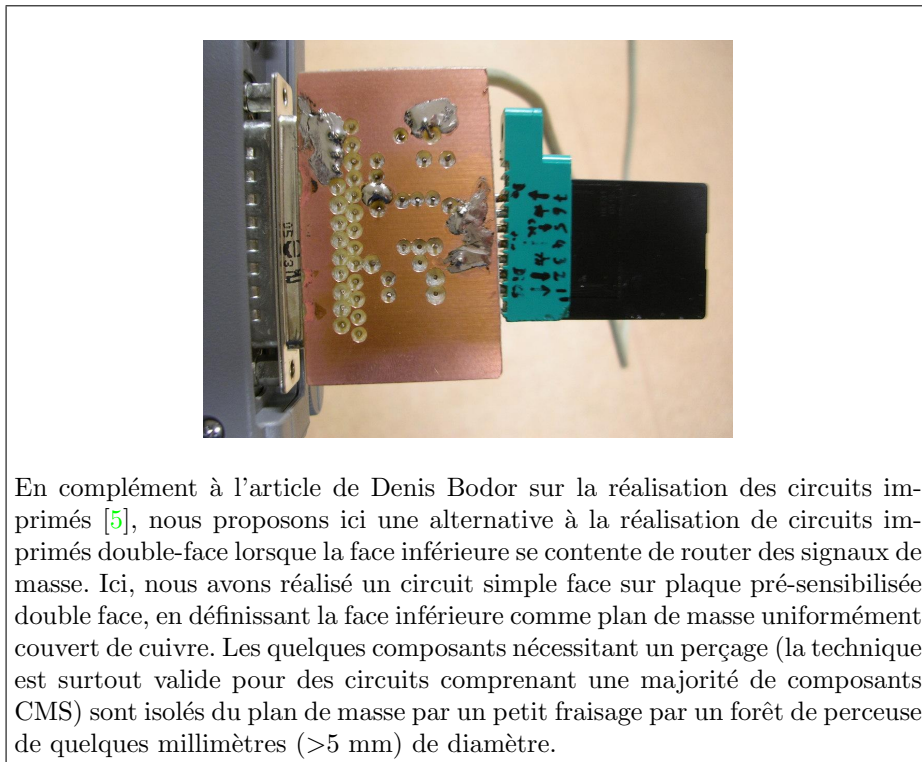 En complément à l'article de Denis Bodor sur la réalisation des circuits im-
primés [5], nous proposons ici une alternative à la réalisation de circuits im-
primés double-face lorsque la face inférieure se contente de router des signaux de
masse. Ici, nous avons réalisé un circuit simple face sur plaque pré-sensibilisée
double face, en définissant la face inférieure comme plan de masse uniformément
couvert de cuivre. Les quelques composants nécessitant un perçage (la technique
est surtout valide pour des circuits comprenant une majorité de composants
CMS) sont isolés du plan de masse par un petit fraisage par un forêt de perceuse
de quelques millimètres (>5 mm) de diamètre.